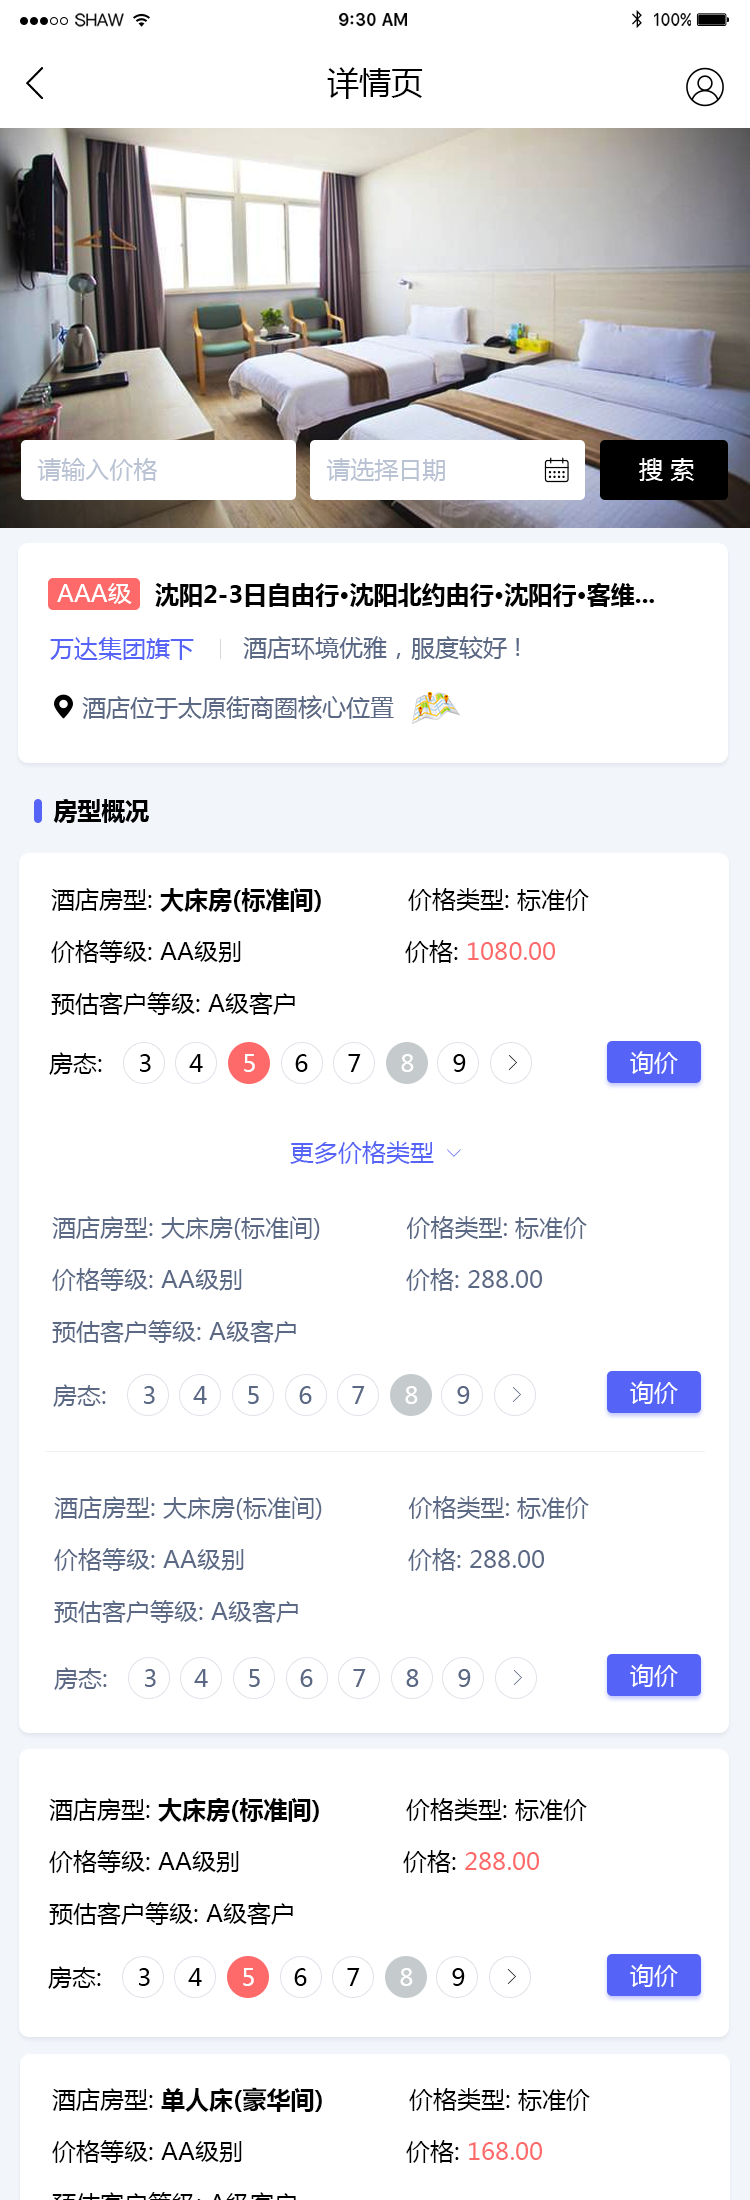 SHAW 9:30 AM 100%
详情页
请输入价格 请选择日期 搜 索
AAA级 沈阳2-3日自由行•沈阳北约由行•沈阳行•客维...
万达集团旗下 酒店环境优雅，服度较好！
酒店位于太原街商圈核心位置
房型概况
酒店房型: 大床房(标准间) 价格类型: 标准价
价格等级: AA级别 价格: 1080.00
预估客户等级: A级客户
房态: 3 4 5 6 7 8 9 询价
更多价格类型
酒店房型: 大床房(标准间) 价格类型: 标准价
价格等级: AA级别 价格: 288.00
预估客户等级: A级客户
房态: 3 4 5 6 7 8 9 询价
酒店房型: 大床房(标准间) 价格类型: 标准价
价格等级: AA级别 价格: 288.00
预估客户等级: A级客户
房态: 3 4 5 6 7 8 9 询价
酒店房型: 大床房(标准间) 价格类型: 标准价
价格等级: AA级别 价格: 288.00
预估客户等级: A级客户
房态: 3 4 5 6 7 8 9 询价
酒店房型: 单人床(豪华间) 价格类型: 标准价
价格等级: AA级别 价格: 168.00
预估客户等级: A级客户